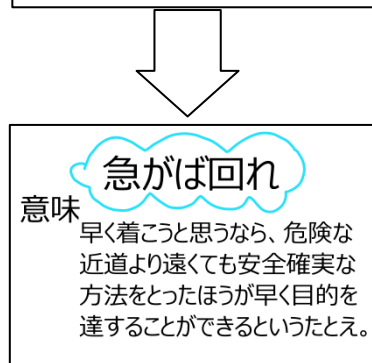 急がば回れ
意味
早く着こうと思うなら、危険な
近道より遠くても安全確実な
方法をとったほうが早く目的を
達することができるというたとえ。